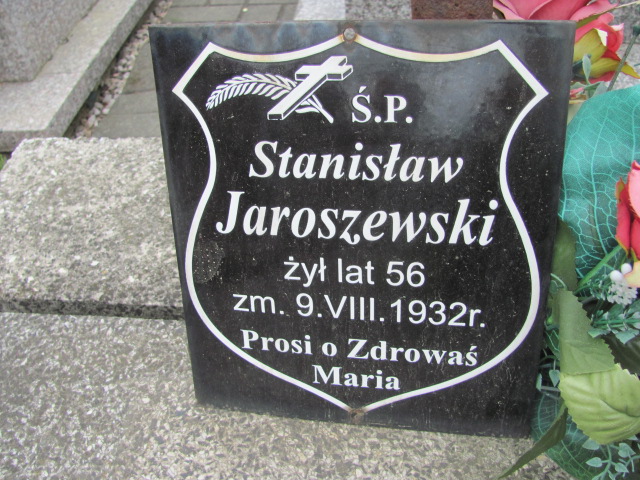 Ś.P.
Stanisław
Jaroszewski
żył lat 56
zm. 9.VIII.1932r.
Prosi o Zdrowaś
Maria